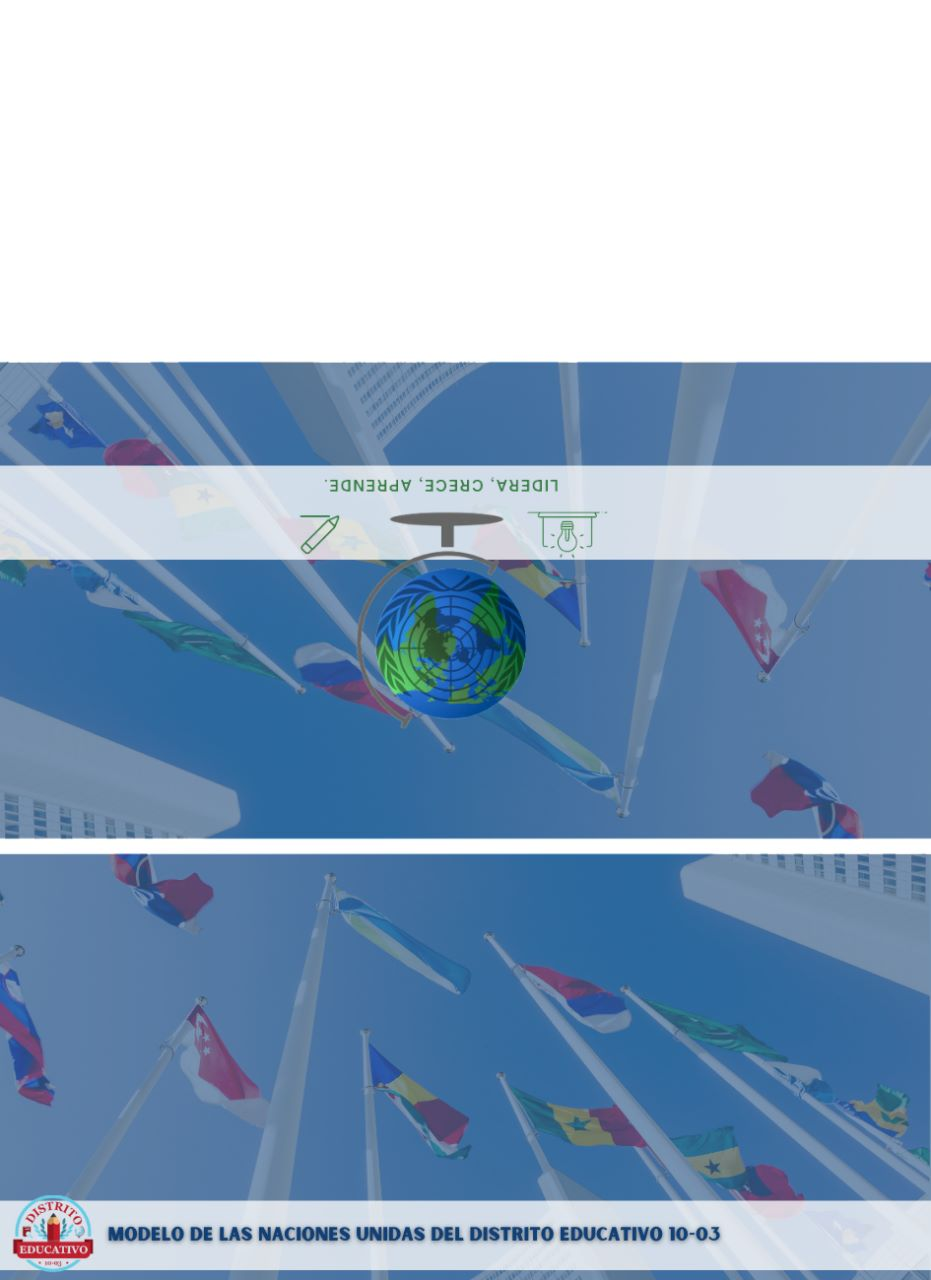 LIDERA, CRECE, APRENDE.
DISTRITO
EDUCATIVO
• 10-03 •
MODELO DE LAS NACIONES UNIDAS DEL DISTRITO EDUCATIVO 10-03